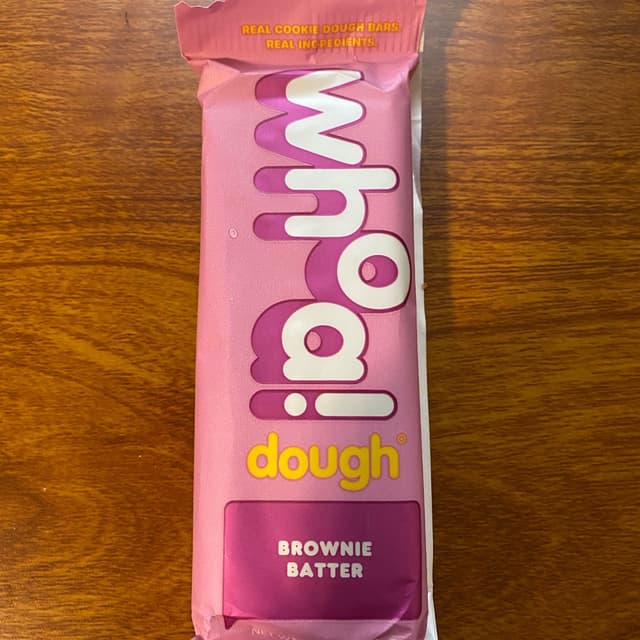 REAL COOKIE DOUGH BARS
REAL INGREDIENTS.
whoa!
dough®
BROWNIE
BATTER